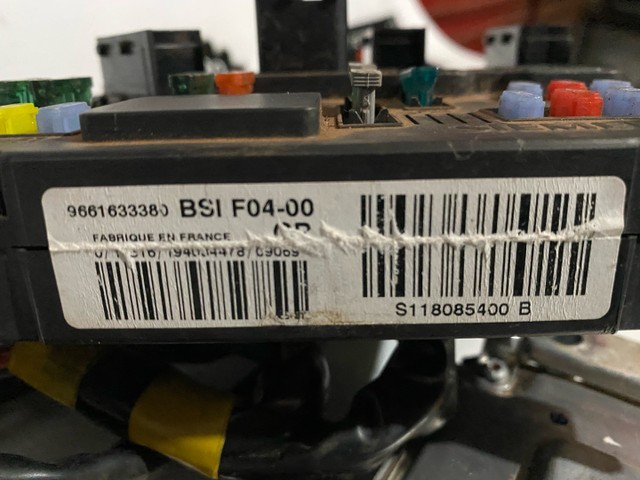 9661633380 BSI F04-00
FABRIQUE EN FRANCE
S118085400 B